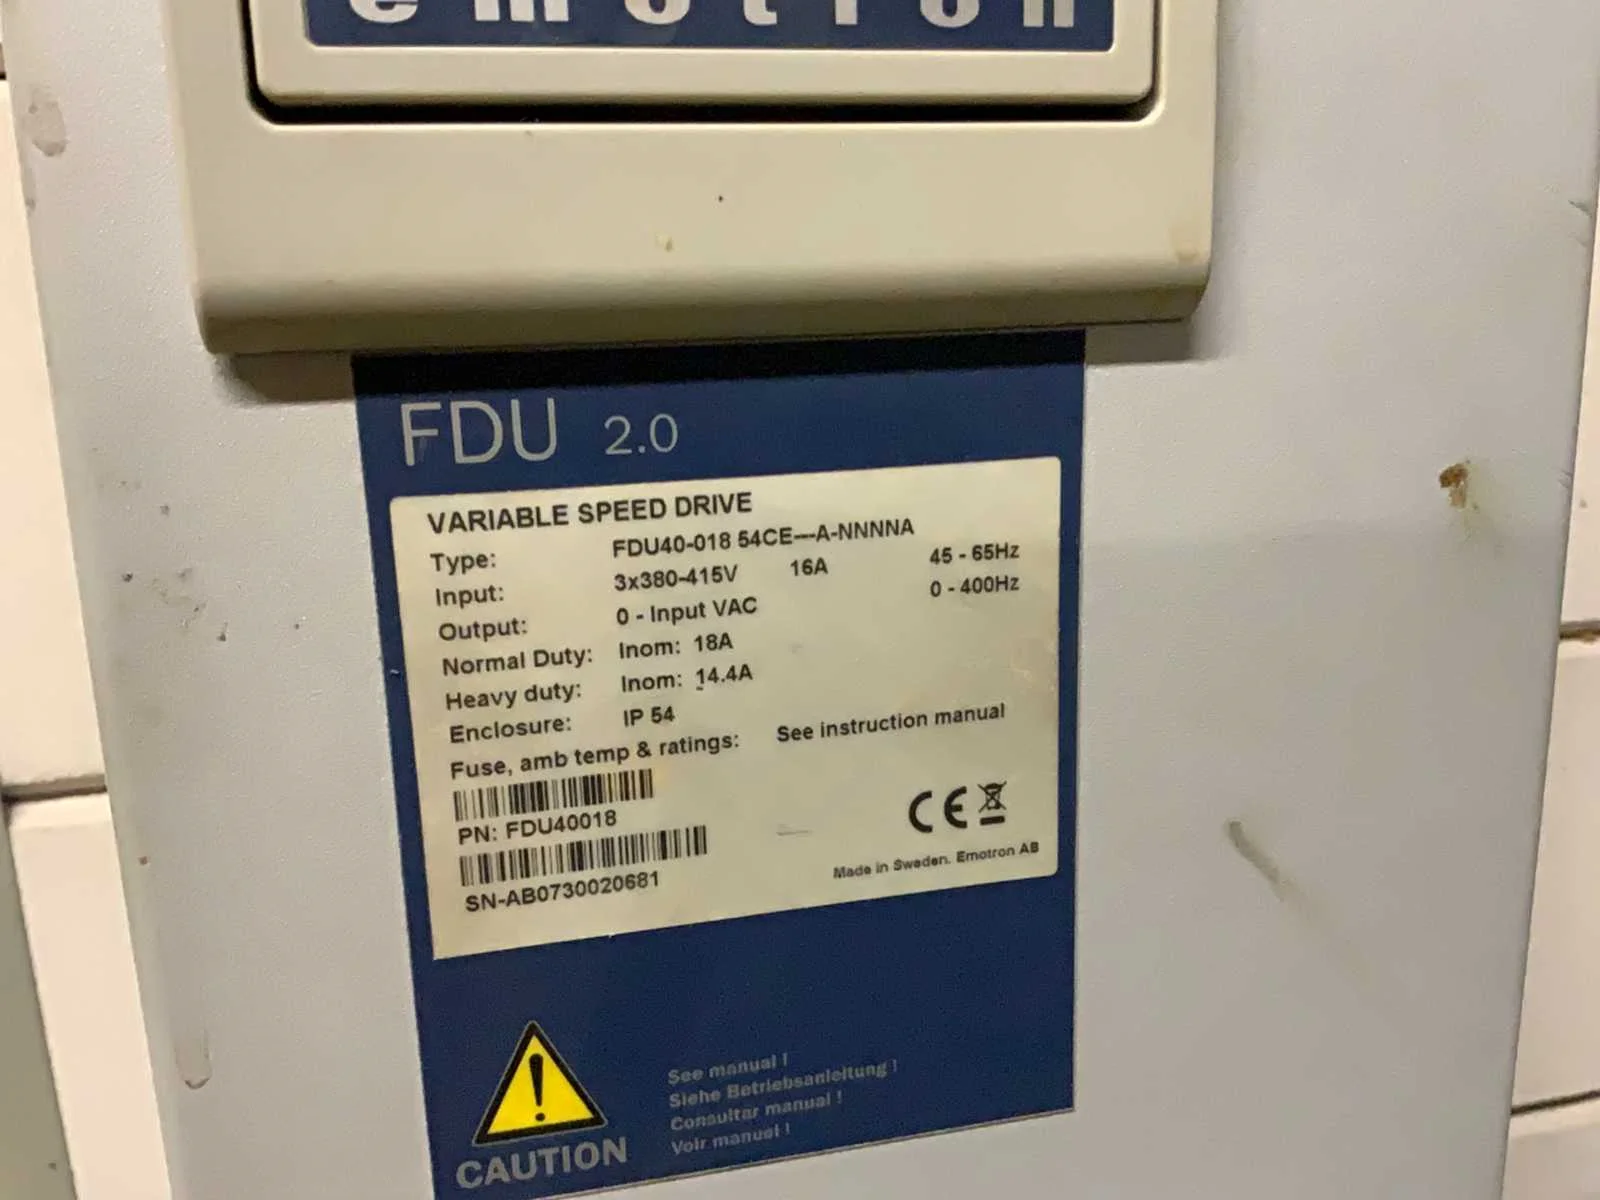 emotron
FDU 2.0
VARIABLE SPEED DRIVE
Type: FDU40-018 54CE---A-NNNNA
Input: 3x380-415V 16A 45 - 65Hz
Output: 0 - Input VAC 0 - 400Hz
Normal Duty: Inom: 18A
Heavy duty: Inom: 14.4A
Enclosure: IP 54
Fuse, amb temp & ratings: See instruction manual
PN: FDU40018
CE
SN-AB0730020681
Made in Sweden. Emotron AB
See manual !
Siehe Betriebsanleitung !
Consultar manual !
Voir manuel !
CAUTION